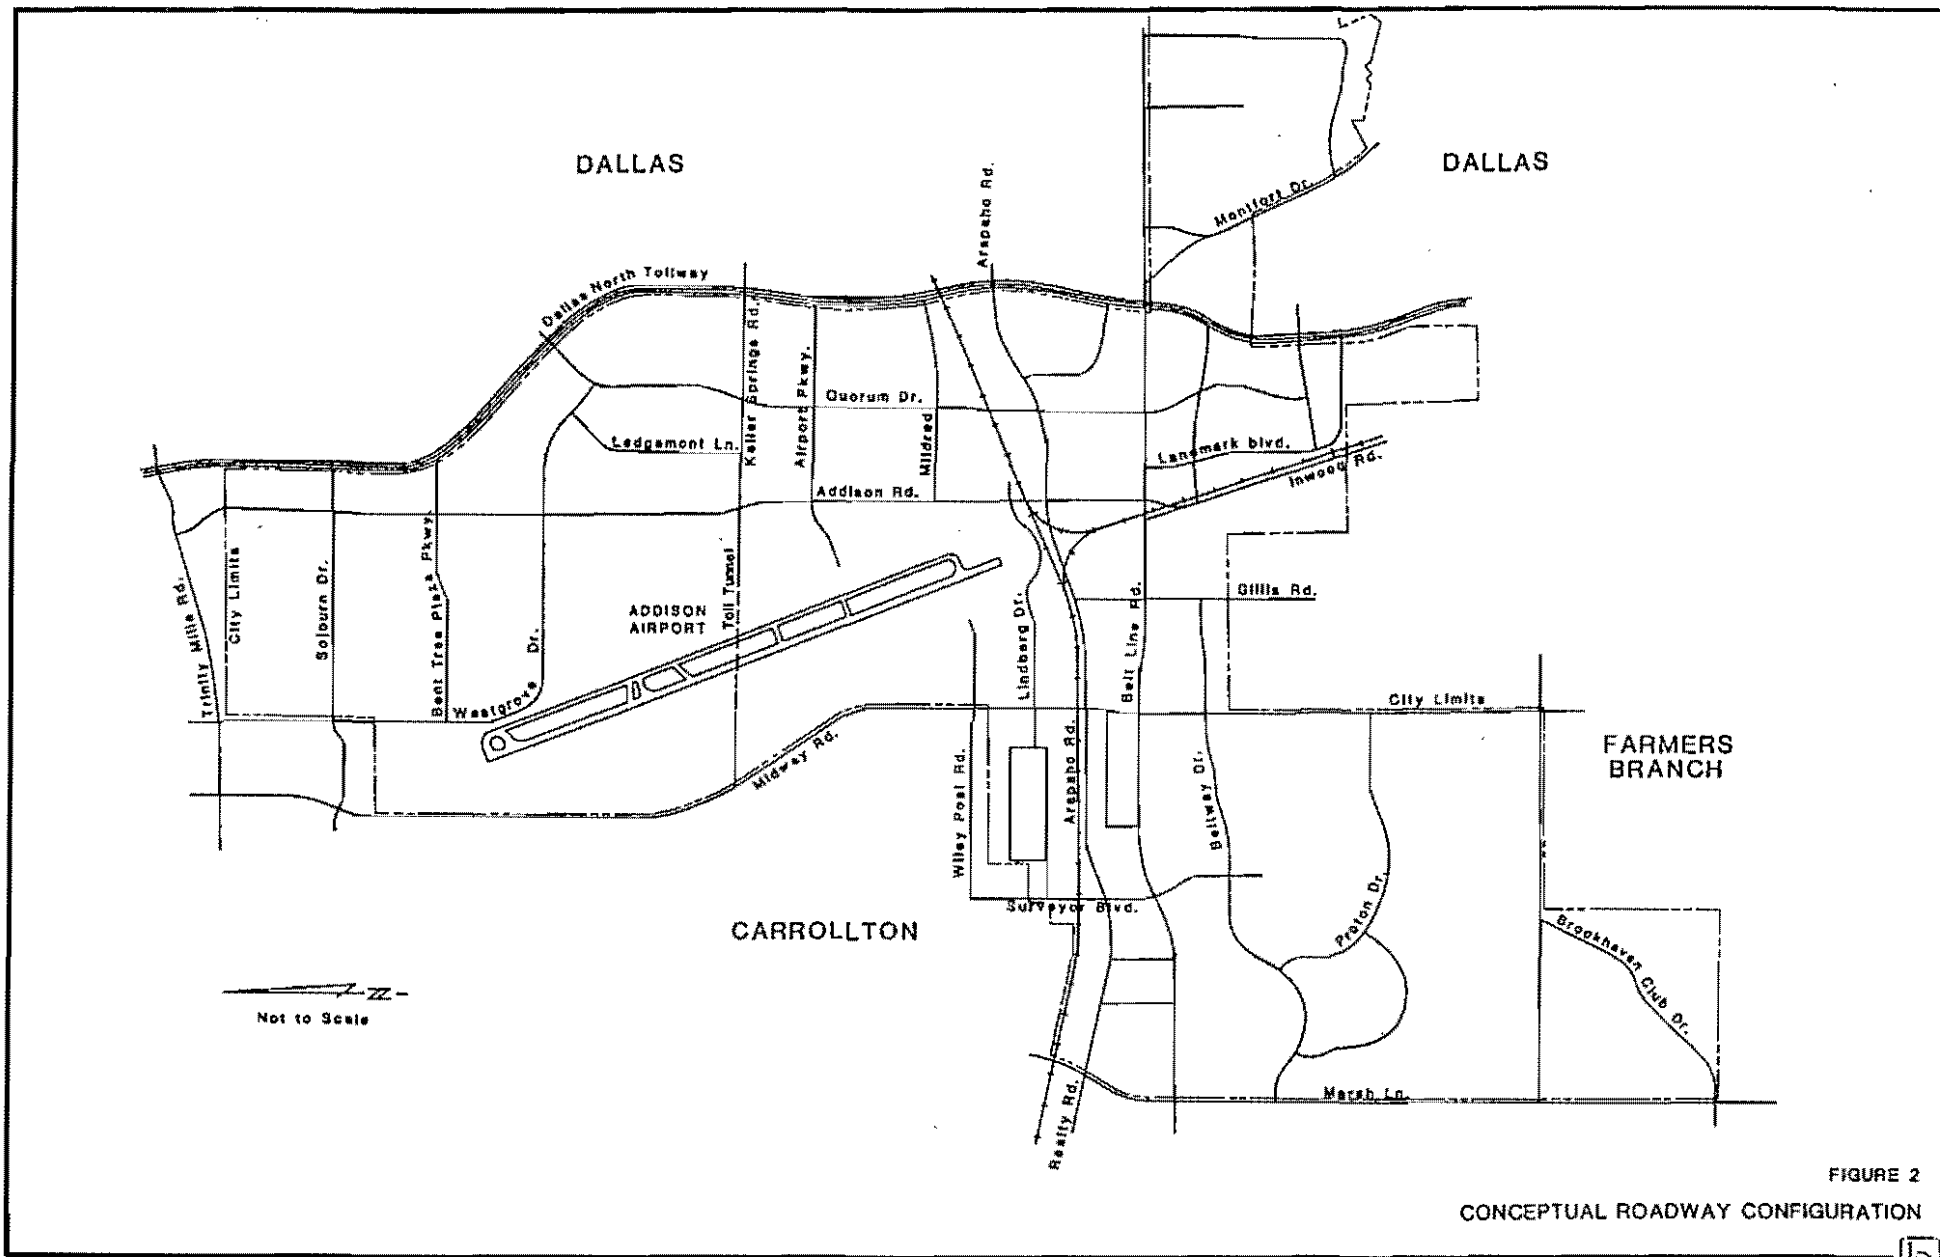 DALLAS
DALLAS
Arapaho Rd.
Montfort Dr.
Dallas North Tollway
Keller Springs Rd.
Airport Pkwy.
Quorum Dr.
Mildred
Ledgemont Ln.
Landmark blvd.
Inwood Rd.
Addison Rd.
Trinity Mills Rd.
City Limits
Sojourn Dr.
Bent Tree Plaza Pkwy.
Westgrove Dr.
ADDISON
AIRPORT
Toll Tunnel
Lindberg Dr.
Belt Line Rd.
Gillis Rd.
City Limits
Midway Rd.
Wiley Post Rd.
Arapaho Rd.
Beltway Dr.
FARMERS
BRANCH
Proton Dr.
Surveyor Blvd.
CARROLLTON
Brookhaven Club Dr.
N
Not to Scale
Marsh Ln.
Realty Rd.
FIGURE 2
CONCEPTUAL ROADWAY CONFIGURATION